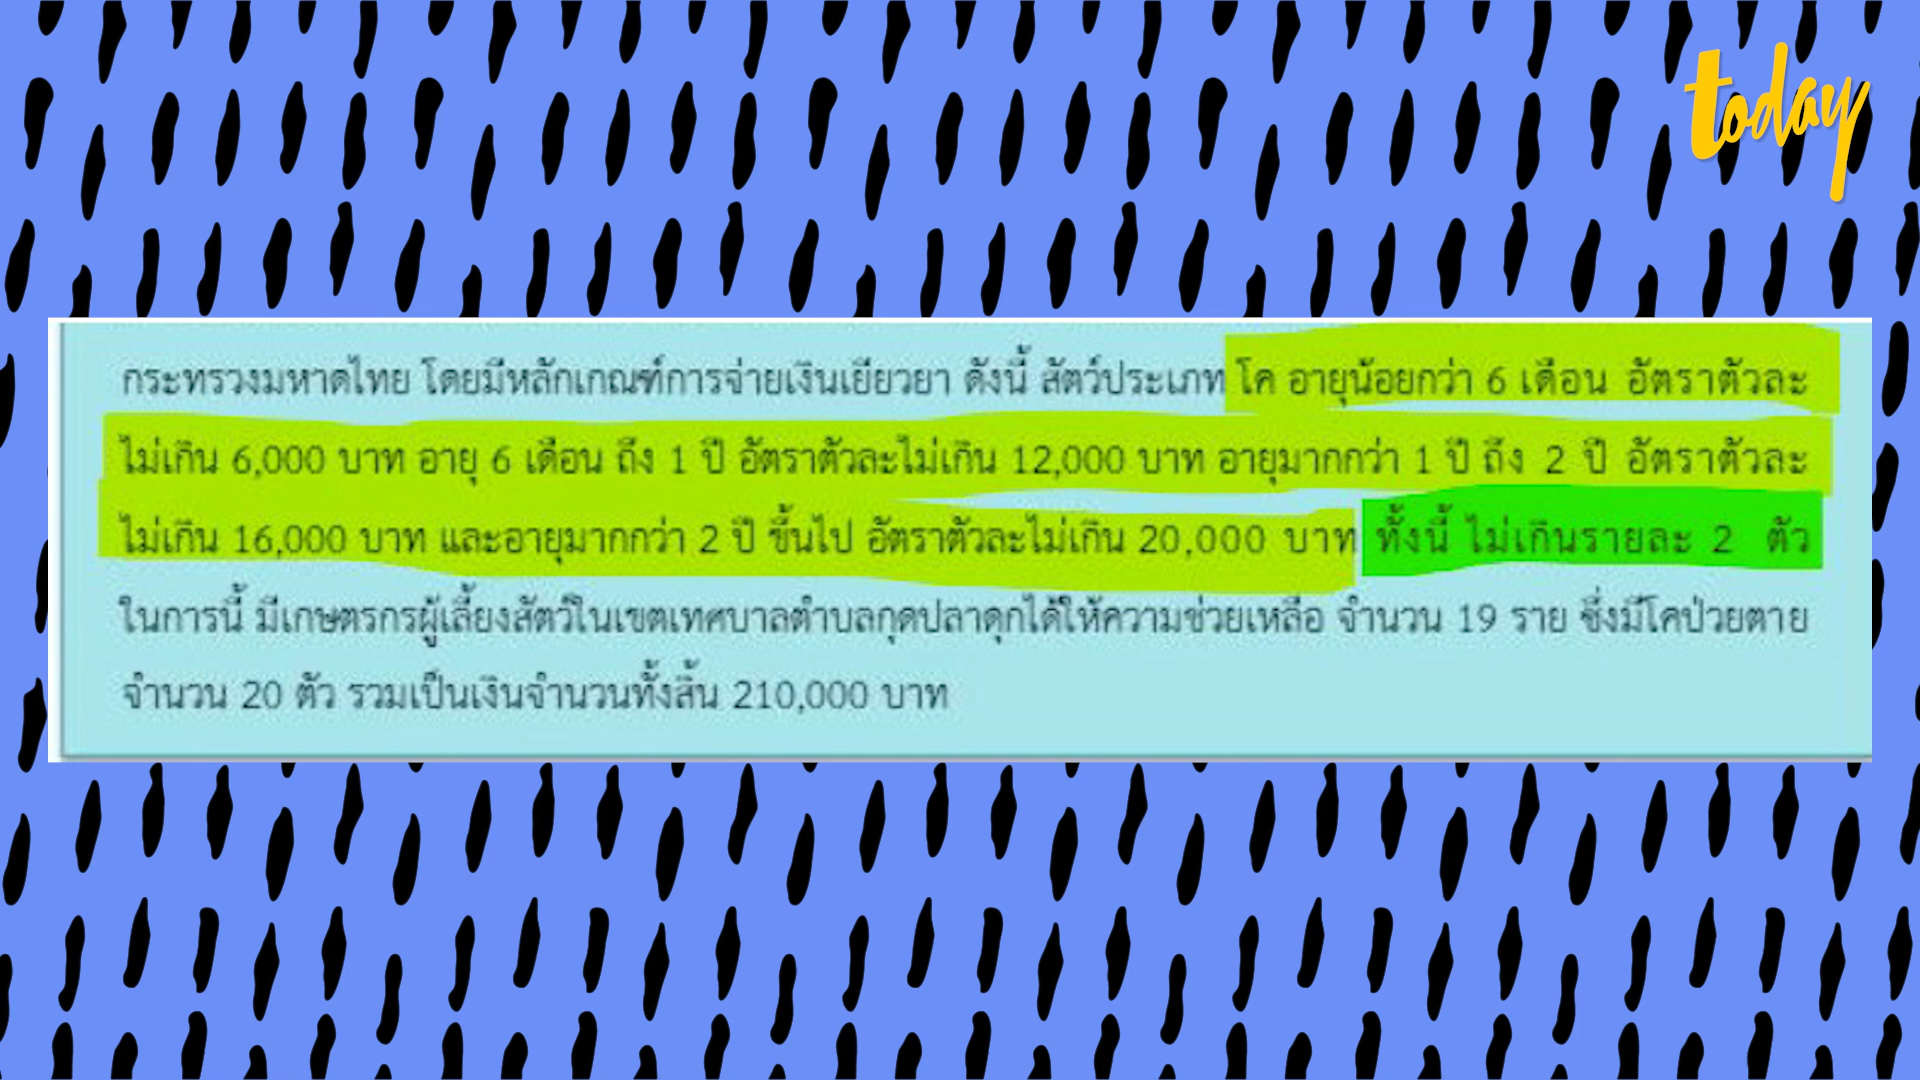 today
กระทรวงมหาดไทย โดยมีหลักเกณฑ์การจ่ายเงินเยียวยา ดังนี้ สัตว์ประเภท โค อายุน้อยกว่า 6 เดือน อัตราตัวละ
ไม่เกิน 6,000 บาท อายุ 6 เดือน ถึง 1 ปี อัตราตัวละไม่เกิน 12,000 บาท อายุมากกว่า 1 ปี ถึง 2 ปี อัตราตัวละ
ไม่เกิน 16,000 บาท และอายุมากกว่า 2 ปี ขึ้นไป อัตราตัวละไม่เกิน 20,000 บาท ทั้งนี้ ไม่เกินรายละ 2 ตัว
ในการนี้ มีเกษตรกรผู้เลี้ยงสัตว์ในเขตเทศบาลตำบลกุดปลาดุกได้ให้ความช่วยเหลือ จำนวน 19 ราย ซึ่งมีโคป่วยตาย
จำนวน 20 ตัว รวมเป็นเงินจำนวนทั้งสิ้น 210,000 บาท